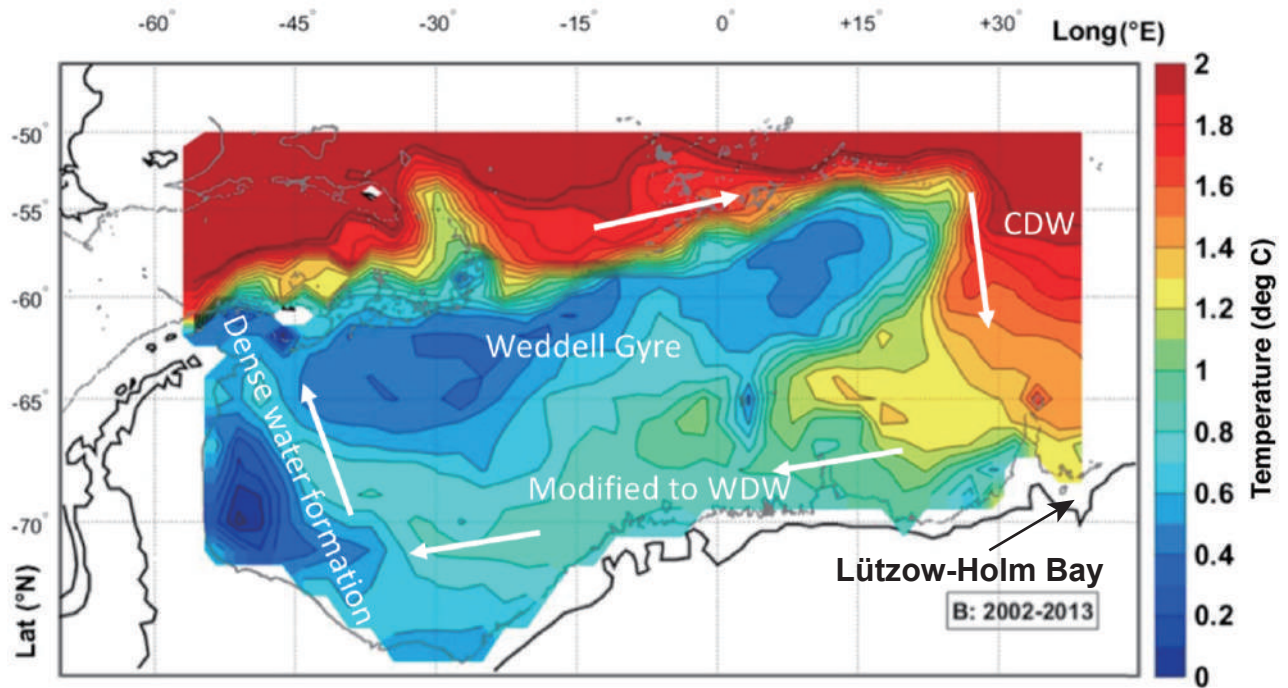 -60° -45° -30° -15° 0° +15° +30° Long(°E)
-50°
-55°
-60°
-65°
-70°
Lat (°N)
CDW
Weddell Gyre
Dense water formation
Modified to WDW
Lützow-Holm Bay
B: 2002-2013
2
1.8
1.6
1.4
1.2
1
0.8
0.6
0.4
0.2
0
Temperature (deg C)